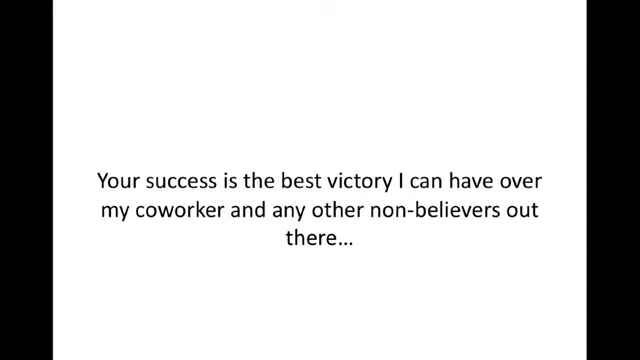 Your success is the best victory I can have over
my coworker and any other non-believers out
there…